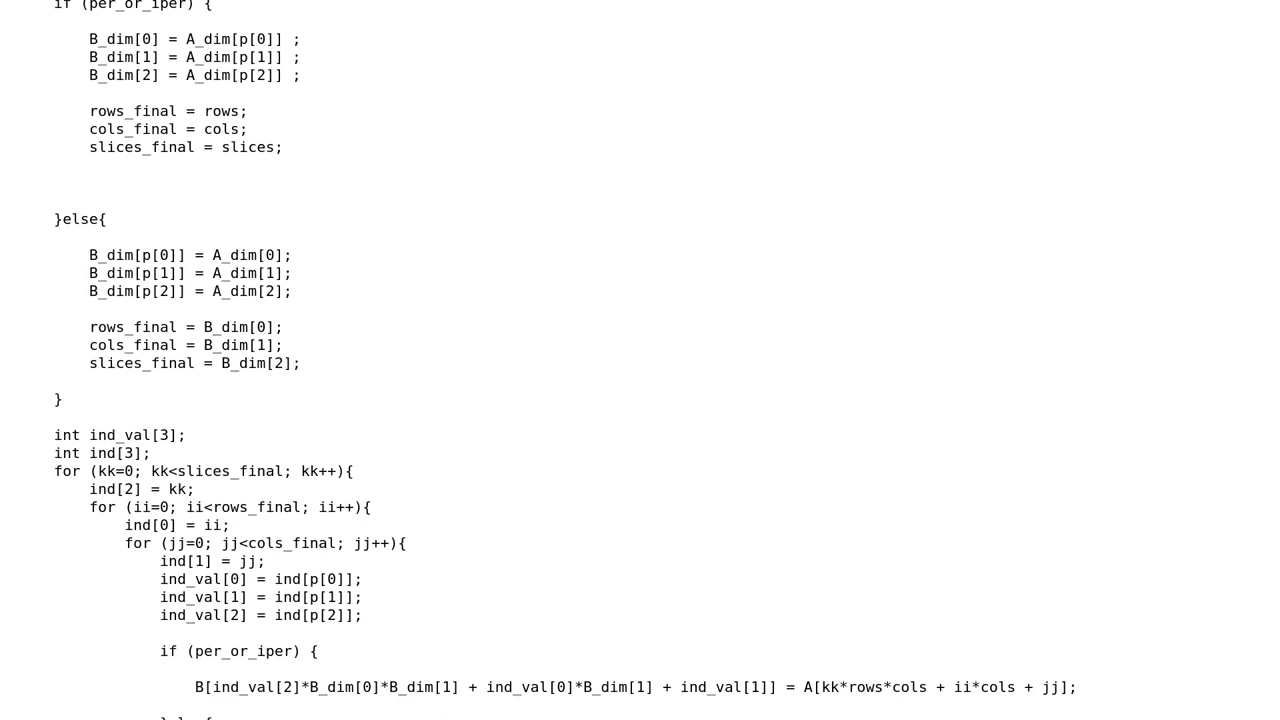 if (per_or_iper) {
B_dim[0] = A_dim[p[0]] ;
B_dim[1] = A_dim[p[1]] ;
B_dim[2] = A_dim[p[2]] ;
rows_final = rows;
cols_final = cols;
slices_final = slices;
}else{
B_dim[p[0]] = A_dim[0];
B_dim[p[1]] = A_dim[1];
B_dim[p[2]] = A_dim[2];
rows_final = B_dim[0];
cols_final = B_dim[1];
slices_final = B_dim[2];
}
int ind_val[3];
int ind[3];
for (kk=0; kk<slices_final; kk++){
ind[2] = kk;
for (ii=0; ii<rows_final; ii++){
ind[0] = ii;
for (jj=0; jj<cols_final; jj++){
ind[1] = jj;
ind_val[0] = ind[p[0]];
ind_val[1] = ind[p[1]];
ind_val[2] = ind[p[2]];
if (per_or_iper) {
B[ind_val[2]*B_dim[0]*B_dim[1] + ind_val[0]*B_dim[1] + ind_val[1]] = A[kk*rows*cols + ii*cols + jj];
}else{